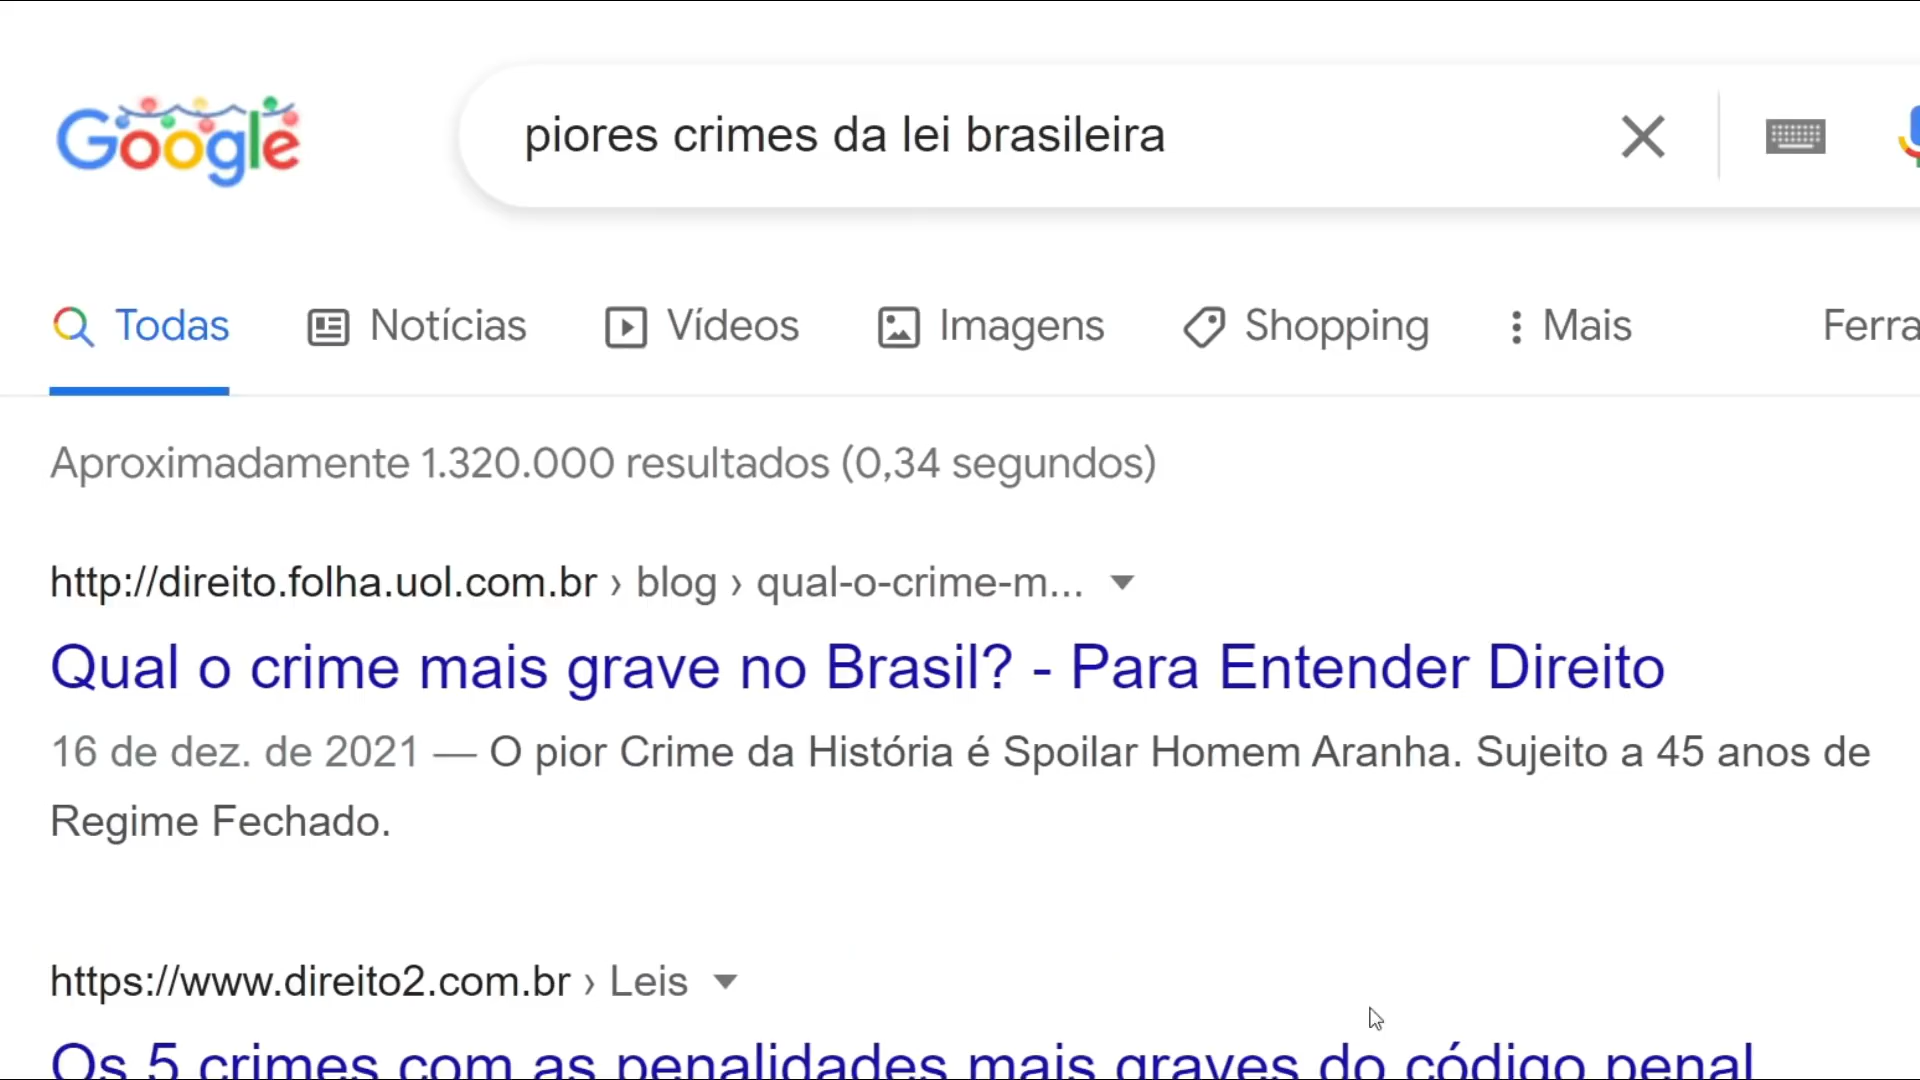 Google
piores crimes da lei brasileira
Todas Notícias Vídeos Imagens Shopping Mais Ferra
Aproximadamente 1.320.000 resultados (0,34 segundos)
http://direito.folha.uol.com.br › blog › qual-o-crime-m...
Qual o crime mais grave no Brasil? - Para Entender Direito
16 de dez. de 2021 — O pior Crime da História é Spoilar Homem Aranha. Sujeito a 45 anos de
Regime Fechado.
https://www.direito2.com.br › Leis
Os 5 crimes com as penalidades mais graves do código penal